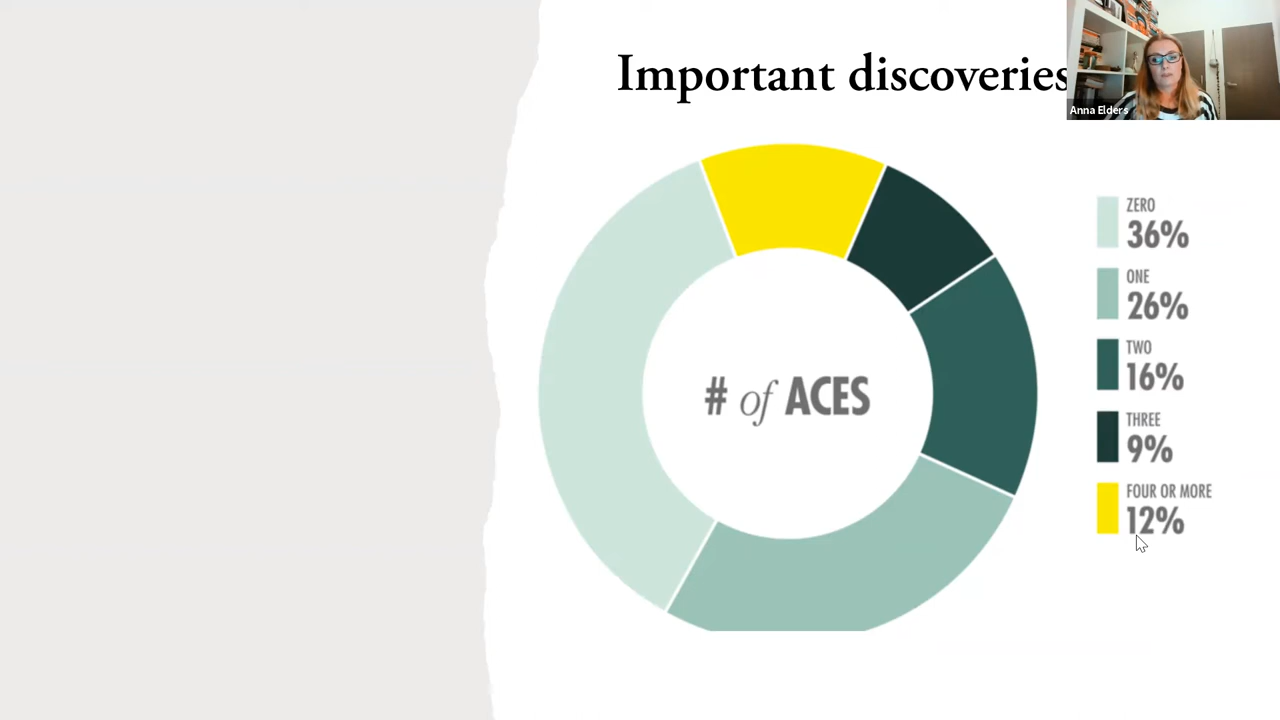 Important discoveries
Anna Elders
# of ACES
ZERO
36%
ONE
26%
TWO
16%
THREE
9%
FOUR OR MORE
12%